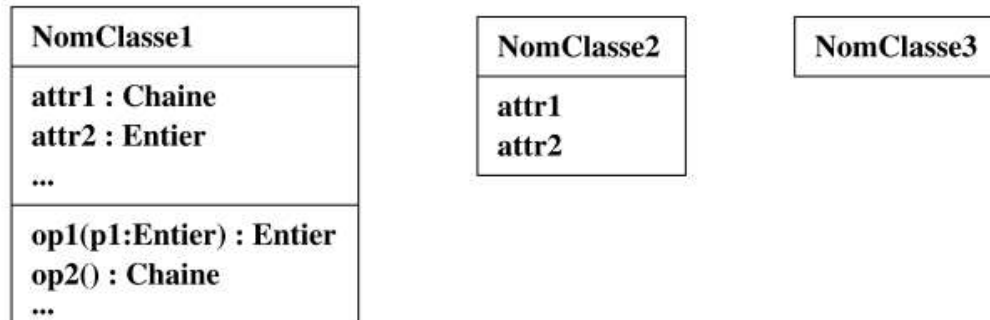 NomClasse1
attr1 : Chaine
attr2 : Entier
...
op1(p1:Entier) : Entier
op2() : Chaine
...
NomClasse2
attr1
attr2
NomClasse3